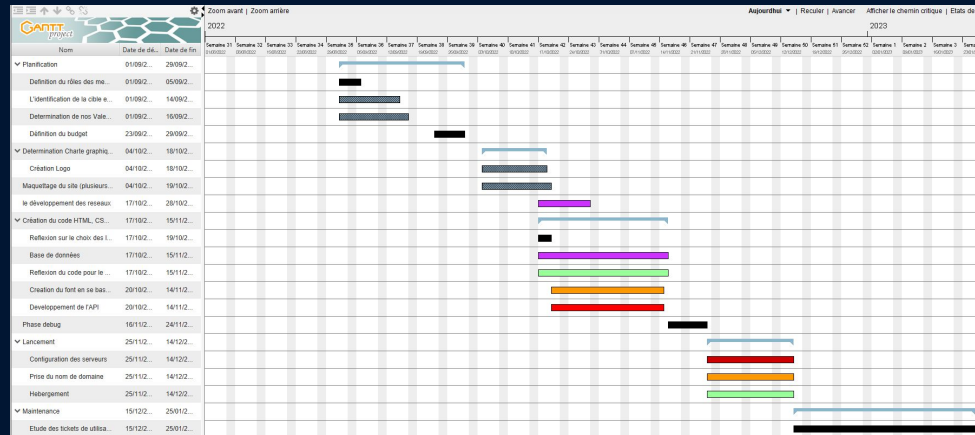 Zoom avant | Zoom arrière
Aujourd'hui ▼ | Reculer | Avancer
Afficher le chemin critique | Etats de
GANTT project
2022
2023
Nom
Date de dé...
Date de fin
Semaine 31 Semaine 32 Semaine 33 Semaine 34 Semaine 35 Semaine 36 Semaine 37 Semaine 38 Semaine 39 Semaine 40 Semaine 41 Semaine 42 Semaine 43 Semaine 44 Semaine 45 Semaine 46 Semaine 47 Semaine 48 Semaine 49 Semaine 50 Semaine 51 Semaine 52 Semaine 1 Semaine 2 Semaine 3
Planification 01/09/2... 29/09/2...
Definition du rôles des me... 01/09/2... 05/09/2...
L'identification de la cible e... 01/09/2... 14/09/2...
Determination de nos Vale... 01/09/2... 16/09/2...
Définition du budget 23/09/2... 29/09/2...
Determination Charte graphiq... 04/10/2... 18/10/2...
Création Logo 04/10/2... 18/10/2...
Maquettage du site (plusieurs... 04/10/2... 19/10/2...
le développement des reseaux 17/10/2... 28/10/2...
Création du code HTML, CS... 17/10/2... 15/11/2...
Reflexion sur le choix des l... 17/10/2... 19/10/2...
Base de données 17/10/2... 15/11/2...
Reflexion du code pour le ... 17/10/2... 15/11/2...
Creation du font en se bas... 20/10/2... 14/11/2...
Developpement de l'API 20/10/2... 14/11/2...
Phase debug 16/11/2... 24/11/2...
Lancement 25/11/2... 14/12/2...
Configuration des serveurs 25/11/2... 14/12/2...
Prise du nom de domaine 25/11/2... 14/12/2...
Hebergement 25/11/2... 14/12/2...
Maintenance 15/12/2... 25/01/2...
Etude des tickets de utilisa... 15/12/2... 25/01/2...